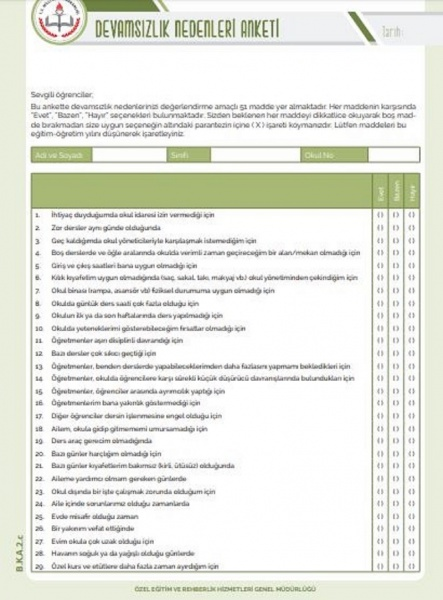 DEVAMSIZLIK NEDENLERİ ANKETİ
Tarih:
Sevgili öğrenciler;
Bu ankette devamsızlık nedenlerinizi değerlendirme amaçlı 51 madde yer almaktadır. Her maddenin karşısında
"Evet", "Bazen", "Hayır" seçenekleri bulunmaktadır. Sizden beklenen her maddeyi dikkatlice okuyarak boş mad-
de bırakmadan size uygun seçeneğin altındaki parantezin içine ( X ) işareti koymanızdır. Lütfen maddeleri bu
eğitim-öğretim yılını düşünerek işaretleyiniz.
Adı ve Soyadı Sınıfı Okul No
Evet Bazen Hayır
1. İhtiyaç duyduğumda okul idaresi izin vermediği için ( ) ( ) ( )
2. Zor dersler aynı günde olduğunda ( ) ( ) ( )
3. Geç kaldığımda okul yöneticileriyle karşılaşmak istemediğim için ( ) ( ) ( )
4. Boş derslerde ve öğle aralarında okulda verimli zaman geçireceğim bir alan/mekan olmadığı için ( ) ( ) ( )
5. Giriş ve çıkış saatleri bana uygun olmadığı için ( ) ( ) ( )
6. Kılık kıyafetim uygun olmadığında (saç, sakal, takı, makyaj vb.) okul yönetiminden çekindiğim için ( ) ( ) ( )
7. Okul binası (rampa, asansör vb) fiziksel durumuma uygun olmadığı için ( ) ( ) ( )
8. Okulda günlük ders saati çok fazla olduğu için ( ) ( ) ( )
9. Okulun ilk ya da son haftalarında ders yapılmadığı için ( ) ( ) ( )
10. Okulda yeteneklerimi gösterebileceğim fırsatlar olmadığı için ( ) ( ) ( )
11. Öğretmenler aşırı disiplinli davrandığı için ( ) ( ) ( )
12. Bazı dersler çok sıkıcı geçtiği için ( ) ( ) ( )
13. Öğretmenler, benden derslerde yapabileceklerimden daha fazlasını yapmamı bekledikleri için ( ) ( ) ( )
14. Öğretmenler, okulda öğrencilere karşı sürekli küçük düşürücü davranışlarında bulundukları için ( ) ( ) ( )
15. Öğretmenler, öğrenciler arasında ayrımcılık yaptığı için ( ) ( ) ( )
16. Öğretmenlerim bana yakınlık göstermediği için ( ) ( ) ( )
17. Diğer öğrenciler dersin işlenmesine engel olduğu için ( ) ( ) ( )
18. Ailem, okula gidip gitmememi umursamadığı için ( ) ( ) ( )
19. Ders araç gerecim olmadığında ( ) ( ) ( )
20. Bazı günler harçlığım olmadığı için ( ) ( ) ( )
21. Bazı günler kıyafetlerim bakımsız (kirli, ütüsüz) olduğunda ( ) ( ) ( )
22. Aileme yardımcı olmam gereken günlerde ( ) ( ) ( )
23. Okul dışında bir işte çalışmak zorunda olduğum için ( ) ( ) ( )
24. Aile içinde sorunlarımız olduğu zamanlarda ( ) ( ) ( )
25. Evde misafir olduğu zaman ( ) ( ) ( )
26. Bir yakınım vefat ettiğinde ( ) ( ) ( )
27. Evim okula çok uzak olduğu için ( ) ( ) ( )
28. Havanın soğuk ya da yağışlı olduğu günlerde ( ) ( ) ( )
29. Özel kurs ve etütlere daha fazla zaman ayırdığım için ( ) ( ) ( )
B.K.A.2.c
ÖZEL EĞİTİM VE REHBERLİK HİZMETLERİ GENEL MÜDÜRLÜĞÜ